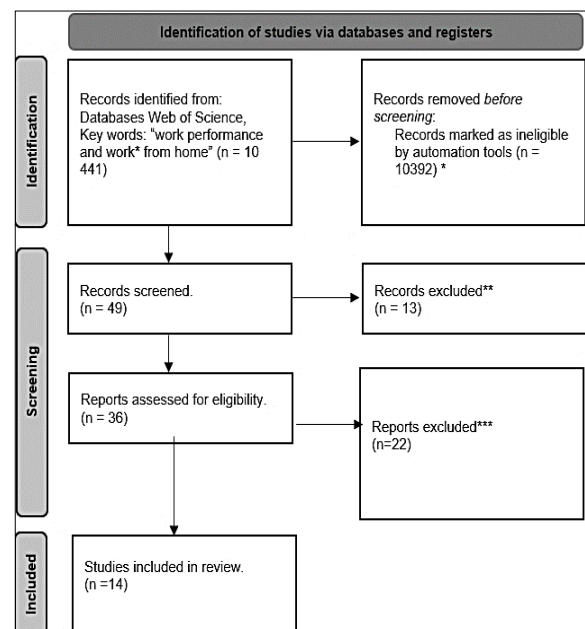 Identification of studies via databases and registers
Identification
Records identified from:
Databases Web of Science,
Key words: “work performance
and work* from home” (n = 10
441)
Records removed before
screening:
Records marked as ineligible
by automation tools (n =
10392) *
Screening
Records screened.
(n = 49)
Records excluded**
(n = 13)
Reports assessed for eligibility.
(n = 36)
Reports excluded***
(n=22)
Included
Studies included in review.
(n =14)